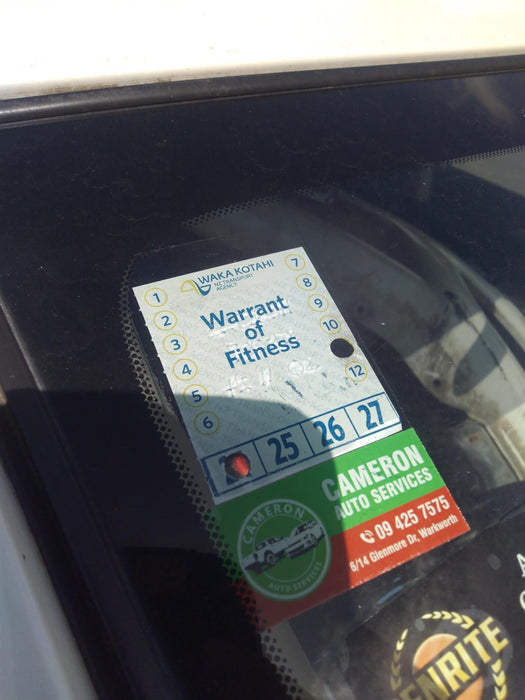 WAKA KOTAHI
NZ TRANSPORT
AGENCY
Warrant
of
Fitness
1
2
3
4
5
6
7
8
9
10
12
25 26 27
CAMERON
AUTO SERVICES
09 425 7575
6/14 Glenmore Dr, Warkworth
CAMERON
AUTO SERVICES